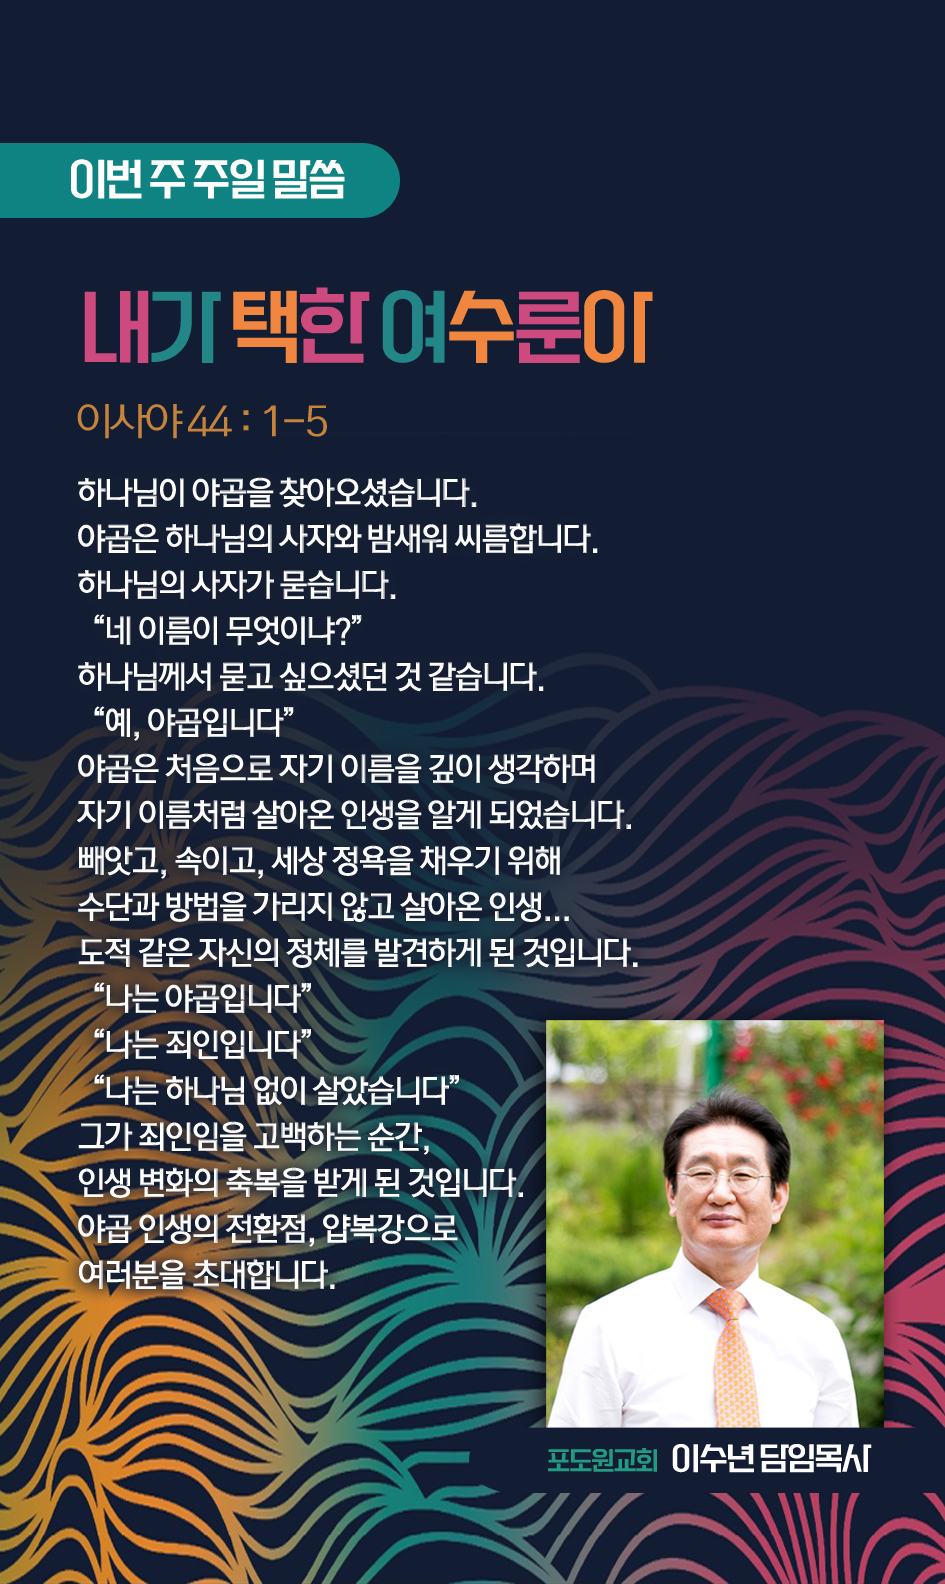 이번 주 주일 말씀
내가 택한 여수룬아
이사야 44 : 1-5
하나님이 야곱을 찾아오셨습니다.
야곱은 하나님의 사자와 밤새워 씨름합니다.
하나님의 사자가 묻습니다.
“네 이름이 무엇이냐?”
하나님께서 묻고 싶으셨던 것 같습니다.
“예, 야곱입니다”
야곱은 처음으로 자기 이름을 깊이 생각하며
자기 이름처럼 살아온 인생을 알게 되었습니다.
빼앗고, 속이고, 세상 정욕을 채우기 위해
수단과 방법을 가리지 않고 살아온 인생...
도적 같은 자신의 정체를 발견하게 된 것입니다.
“나는 야곱입니다”
“나는 죄인입니다”
“나는 하나님 없이 살았습니다”
그가 죄인임을 고백하는 순간,
인생 변화의 축복을 받게 된 것입니다.
야곱 인생의 전환점, 얍복강으로
여러분을 초대합니다.
포도원교회 이수년 담임목사